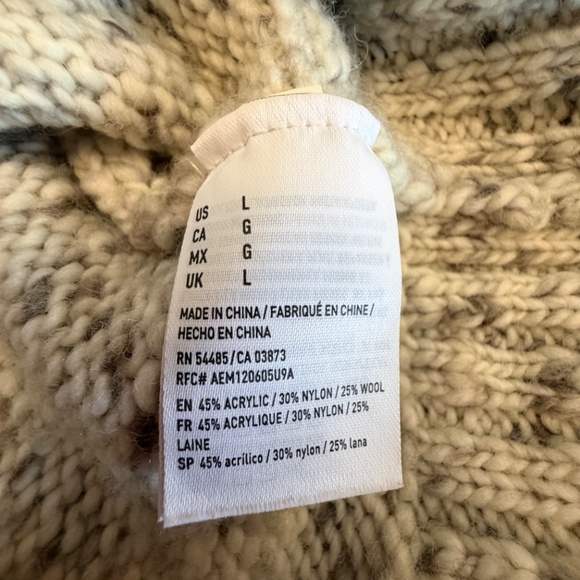 US L
CA G
MX G
UK L
MADE IN CHINA / FABRIQUÉ EN CHINE /
HECHO EN CHINA
RN 54485 / CA 03873
RFC# AEM120605U9A
EN 45% ACRYLIC / 30% NYLON / 25% WOOL
FR 45% ACRYLIQUE / 30% NYLON / 25%
LAINE
SP 45% acrílico / 30% nylon / 25% lana